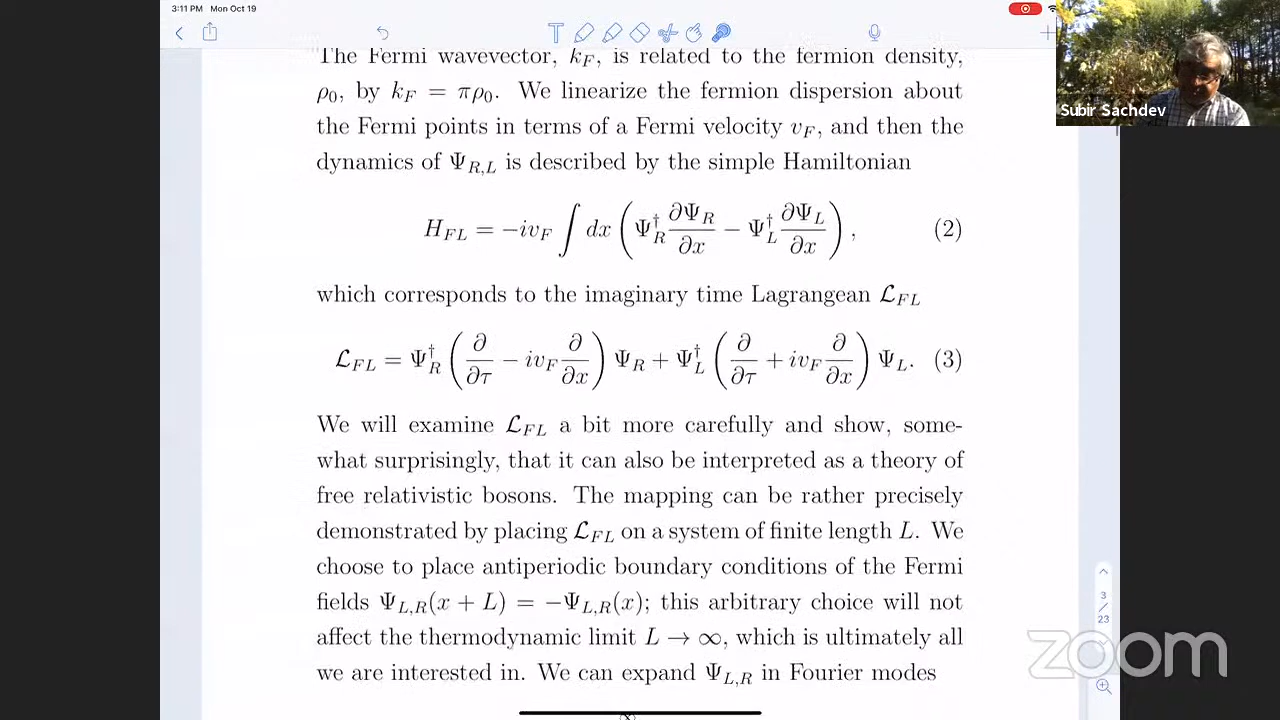 3:11 PM Mon Oct 19
The Fermi wavevector, k_F, is related to the fermion density,
ρ_0, by k_F = πρ_0. We linearize the fermion dispersion about
the Fermi points in terms of a Fermi velocity v_F, and then the
dynamics of Ψ_{R,L} is described by the simple Hamiltonian
H_{FL} = −iv_F ∫ dx ( Ψ_R^† ∂Ψ_R/∂x − Ψ_L^† ∂Ψ_L/∂x ), (2)
which corresponds to the imaginary time Lagrangean ℒ_{FL}
ℒ_{FL} = Ψ_R^† ( ∂/∂τ − iv_F ∂/∂x ) Ψ_R + Ψ_L^† ( ∂/∂τ + iv_F ∂/∂x ) Ψ_L. (3)
We will examine ℒ_{FL} a bit more carefully and show, some-
what surprisingly, that it can also be interpreted as a theory of
free relativistic bosons. The mapping can be rather precisely
demonstrated by placing ℒ_{FL} on a system of finite length L. We
choose to place antiperiodic boundary conditions of the Fermi
fields Ψ_{L,R}(x + L) = −Ψ_{L,R}(x); this arbitrary choice will not
affect the thermodynamic limit L → ∞, which is ultimately all
we are interested in. We can expand Ψ_{L,R} in Fourier modes
Subir Sachdev
3
/
23
zoom